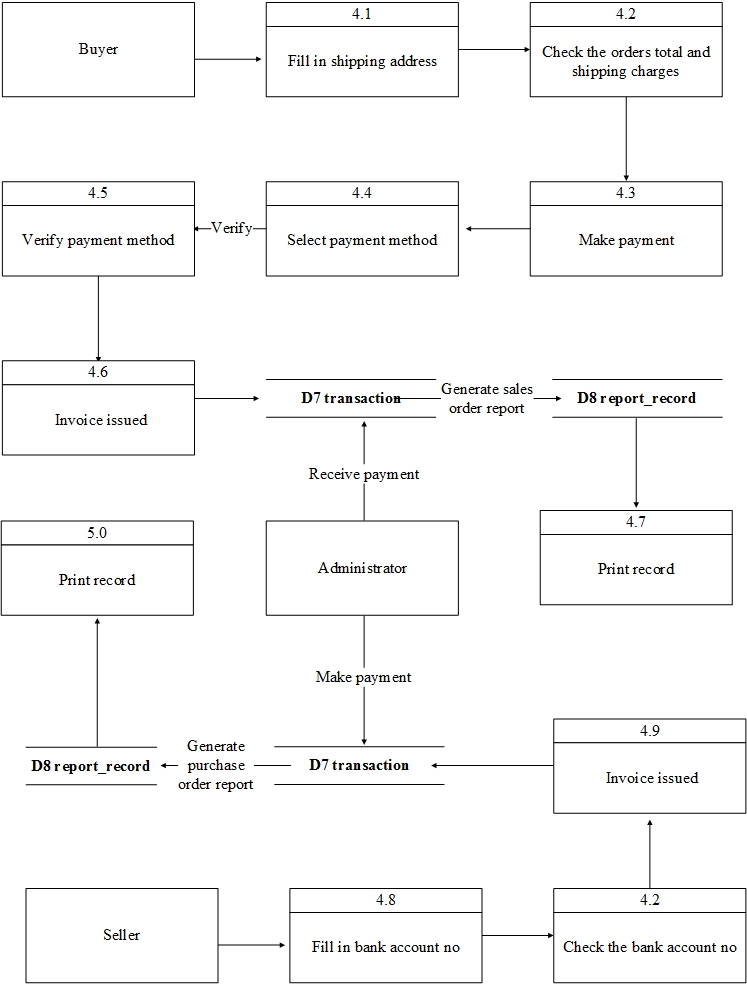 Buyer
4.1
Fill in shipping address
4.2
Check the orders total and
shipping charges
4.5
Verify payment method
Verify
4.4
Select payment method
4.3
Make payment
4.6
Invoice issued
D7 transaction
Generate sales
order report
D8 report_record
Receive payment
5.0
Print record
Administrator
4.7
Print record
Make payment
D8 report_record
Generate
purchase
order report
D7 transaction
4.9
Invoice issued
Seller
4.8
Fill in bank account no
4.2
Check the bank account no